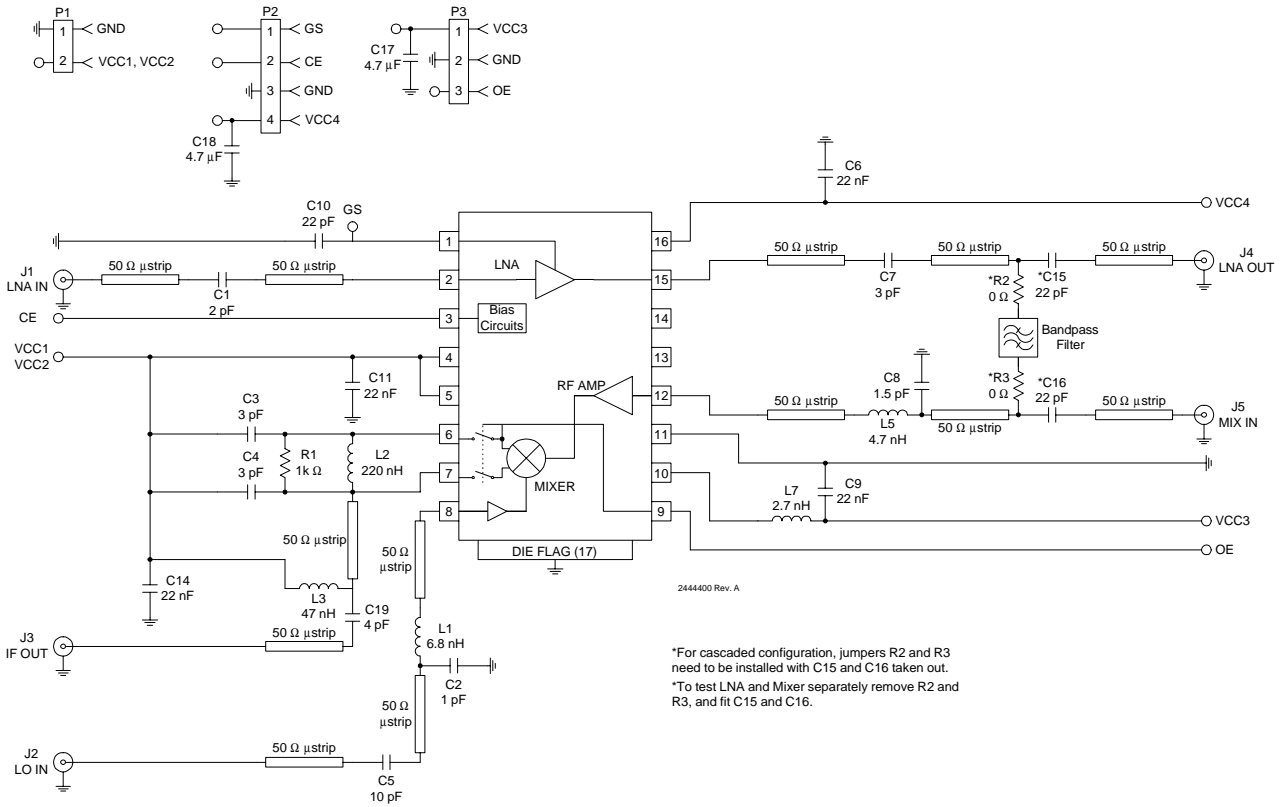 P1
1
GND
2
VCC1, VCC2
P2
1
GS
2
CE
3
GND
4
VCC4
C18
4.7 µF
P3
1
VCC3
2
GND
3
OE
C17
4.7 µF
C6
22 nF
VCC4
C10
22 pF
GS
1
16
J1
LNA IN
50 Ω µstrip
C1
2 pF
50 Ω µstrip
2
LNA
15
50 Ω µstrip
C7
3 pF
50 Ω µstrip
*C15
22 pF
50 Ω µstrip
J4
LNA OUT
*R2
0 Ω
CE
3
Bias
Circuits
14
Bandpass
Filter
VCC1
VCC2
4
13
C11
22 nF
5
RF AMP
12
C8
1.5 pF
*R3
0 Ω
*C16
22 pF
50 Ω µstrip
L5
4.7 nH
50 Ω µstrip
50 Ω µstrip
J5
MIX IN
C3
3 pF
6
11
R1
1k Ω
L2
220 nH
C4
3 pF
7
MIXER
10
L7
2.7 nH
C9
22 nF
8
9
VCC3
OE
50 Ω µstrip
50 Ω
µstrip
DIE FLAG (17)
2444400 Rev. A
C14
22 nF
L3
47 nH
C19
4 pF
J3
IF OUT
50 Ω µstrip
L1
6.8 nH
C2
1 pF
50 Ω
µstrip
J2
LO IN
50 Ω µstrip
C5
10 pF
*For cascaded configuration, jumpers R2 and R3
need to be installed with C15 and C16 taken out.
*To test LNA and Mixer separately remove R2 and
R3, and fit C15 and C16.